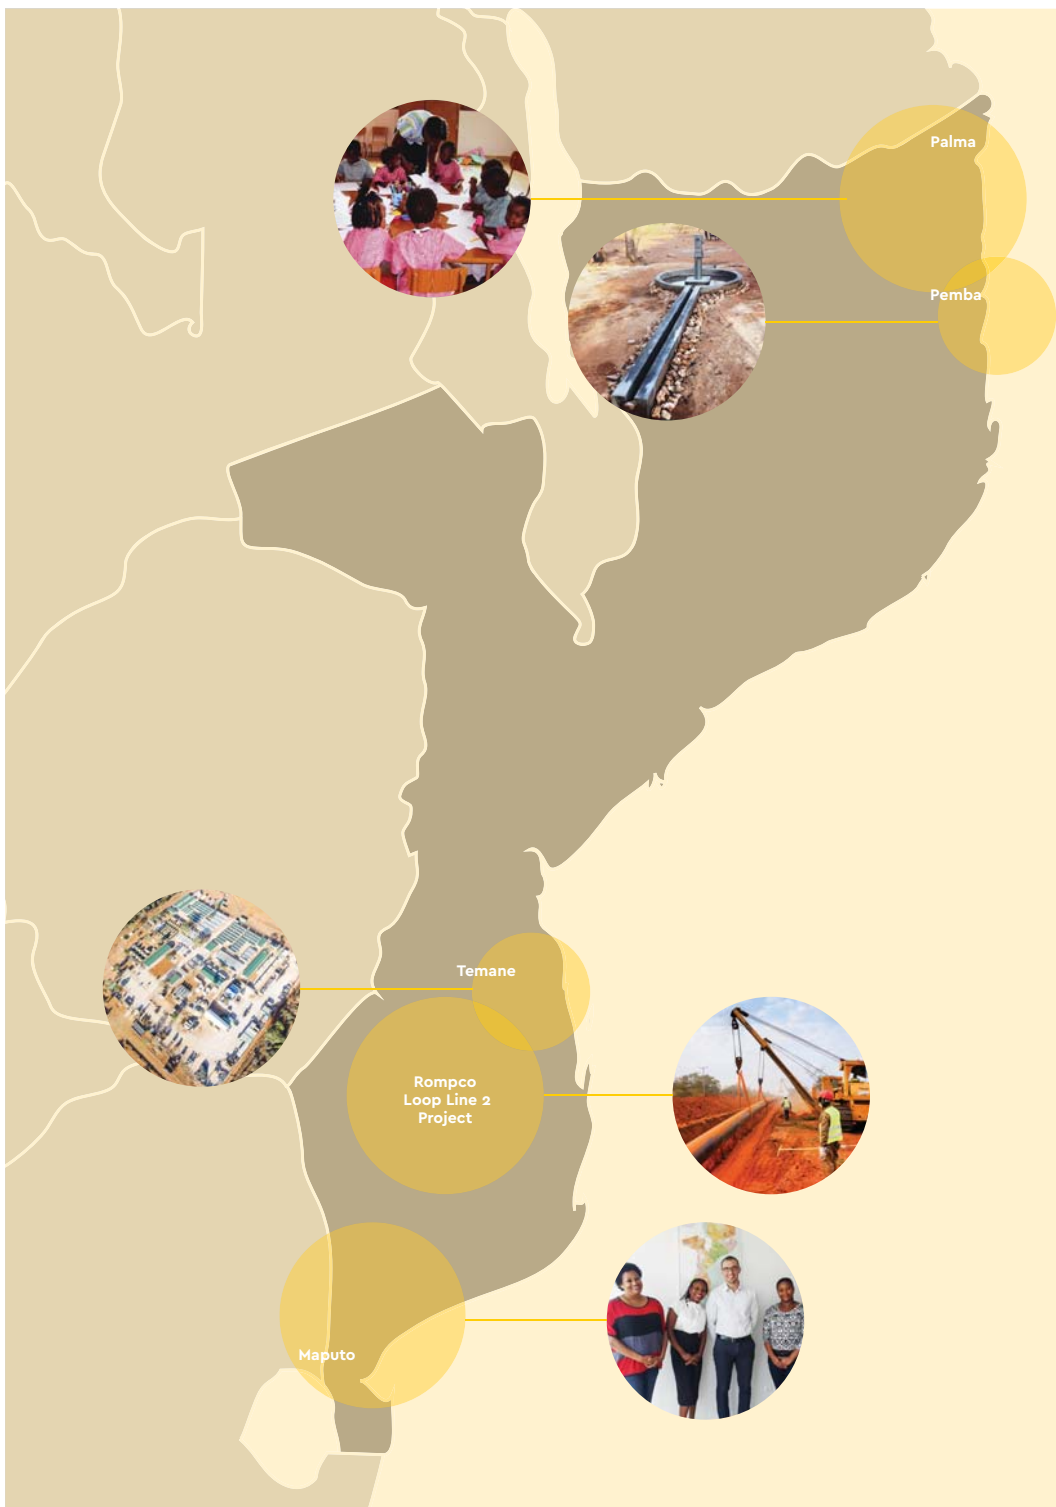 Palma
Pemba
Temane
Rompco
Loop Line 2
Project
Maputo